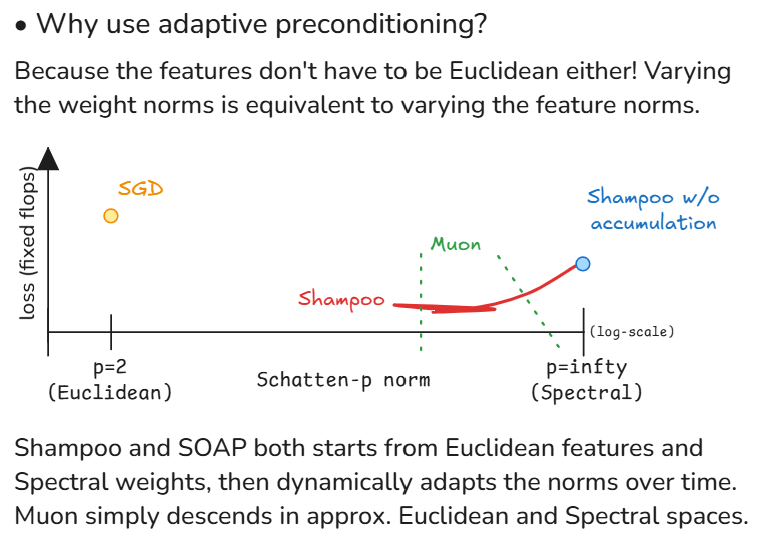 • Why use adaptive preconditioning?
Because the features don't have to be Euclidean either! Varying
the weight norms is equivalent to varying the feature norms.
loss (fixed flops)
SGD
Shampoo w/o
accumulation
Muon
Shampoo
(log-scale)
p=2
(Euclidean)
Schatten-p norm
p=infty
(Spectral)
Shampoo and SOAP both starts from Euclidean features and
Spectral weights, then dynamically adapts the norms over time.
Muon simply descends in approx. Euclidean and Spectral spaces.